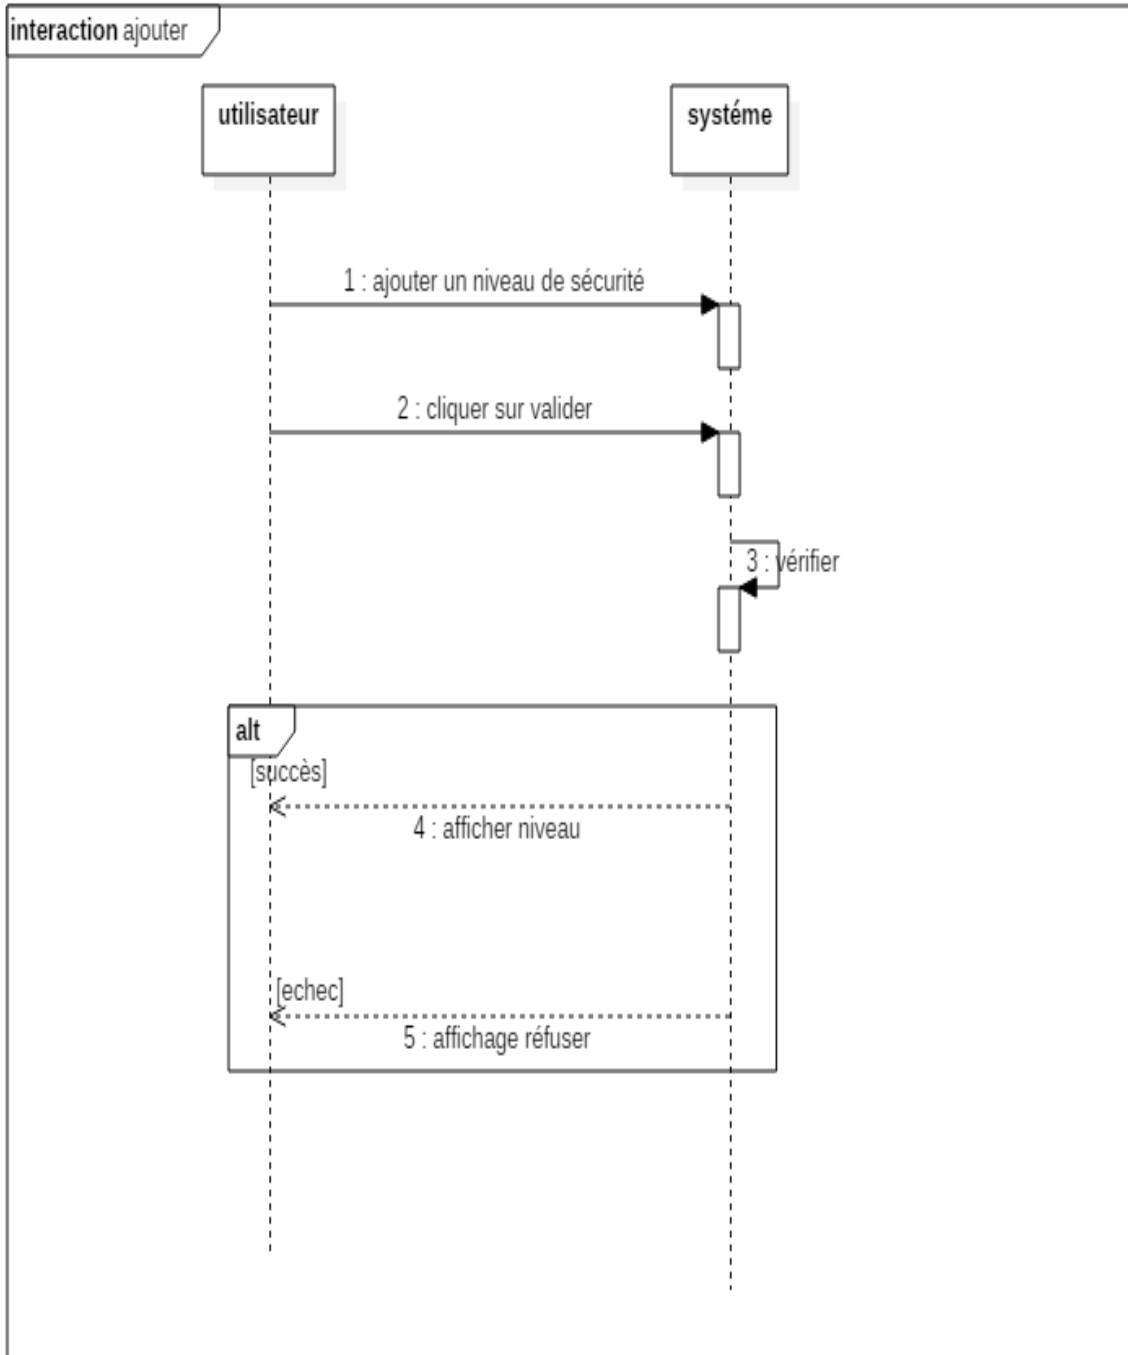 interaction ajouter
utilisateur
systéme
1 : ajouter un niveau de sécurité
2 : cliquer sur valider
3 : vérifier
alt
[succès]
4 : afficher niveau
[echec]
5 : affichage réfuser